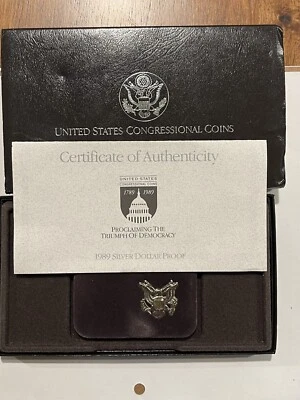 UNITED STATES CONGRESSIONAL COINS
Certificate of Authenticity
UNITED STATES
CONGRESSIONAL COINS
1789 1989
PROCLAIMING THE
TRIUMPH OF DEMOCRACY
1989 SILVER DOLLAR PROOF